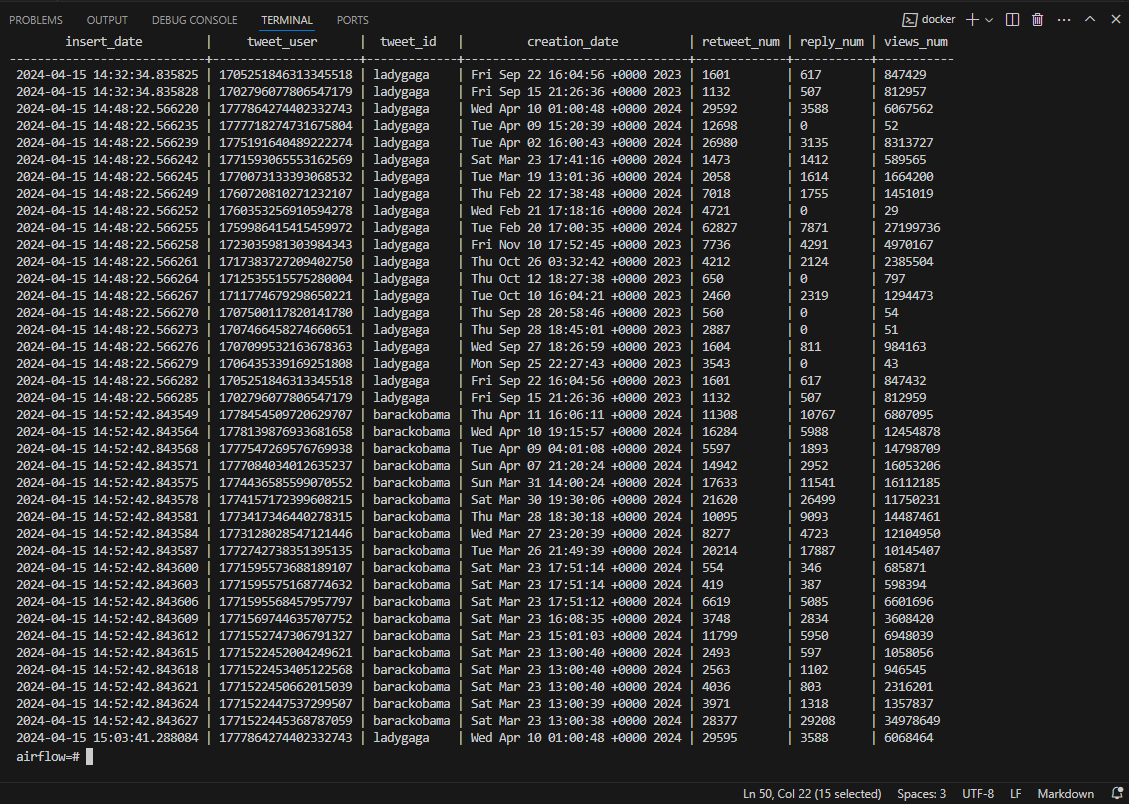 PROBLEMS OUTPUT DEBUG CONSOLE TERMINAL PORTS docker
insert_date | tweet_user | tweet_id | creation_date | retweet_num | reply_num | views_num
----------------------------+---------------------+-------------+--------------------------------+-------------+-----------+-----------
2024-04-15 14:32:34.835825 | 1705251846313345518 | ladygaga | Fri Sep 22 16:04:56 +0000 2023 | 1601 | 617 | 847429
2024-04-15 14:32:34.835828 | 1702796077806547179 | ladygaga | Fri Sep 15 21:26:36 +0000 2023 | 1132 | 507 | 812957
2024-04-15 14:48:22.566220 | 1777864274402332743 | ladygaga | Wed Apr 10 01:00:48 +0000 2024 | 29592 | 3588 | 6067562
2024-04-15 14:48:22.566235 | 1777718274731675804 | ladygaga | Tue Apr 09 15:20:39 +0000 2024 | 12698 | 0 | 52
2024-04-15 14:48:22.566239 | 1775191640489222274 | ladygaga | Tue Apr 02 16:00:43 +0000 2024 | 26980 | 3135 | 8313727
2024-04-15 14:48:22.566242 | 1771593065553162569 | ladygaga | Sat Mar 23 17:41:16 +0000 2024 | 1473 | 1412 | 589565
2024-04-15 14:48:22.566245 | 1770073133393068532 | ladygaga | Tue Mar 19 13:01:36 +0000 2024 | 2058 | 1614 | 1664200
2024-04-15 14:48:22.566249 | 1760720810271232107 | ladygaga | Thu Feb 22 17:38:48 +0000 2024 | 7018 | 1755 | 1451019
2024-04-15 14:48:22.566252 | 1760353256910594278 | ladygaga | Wed Feb 21 17:18:16 +0000 2024 | 4721 | 0 | 29
2024-04-15 14:48:22.566255 | 1759986415415459972 | ladygaga | Tue Feb 20 17:00:35 +0000 2024 | 62827 | 7871 | 27199736
2024-04-15 14:48:22.566258 | 1723035981303984343 | ladygaga | Fri Nov 10 17:52:45 +0000 2023 | 7736 | 4291 | 4970167
2024-04-15 14:48:22.566261 | 1717383727209402750 | ladygaga | Thu Oct 26 03:32:42 +0000 2023 | 4212 | 2124 | 2385504
2024-04-15 14:48:22.566264 | 1712535515575280004 | ladygaga | Thu Oct 12 18:27:38 +0000 2023 | 650 | 0 | 797
2024-04-15 14:48:22.566267 | 1711774679298650221 | ladygaga | Tue Oct 10 16:04:21 +0000 2023 | 2460 | 2319 | 1294473
2024-04-15 14:48:22.566270 | 1707500117820141780 | ladygaga | Thu Sep 28 20:58:46 +0000 2023 | 560 | 0 | 54
2024-04-15 14:48:22.566273 | 1707466458274660651 | ladygaga | Thu Sep 28 18:45:01 +0000 2023 | 2887 | 0 | 51
2024-04-15 14:48:22.566276 | 1707099532163678363 | ladygaga | Wed Sep 27 18:26:59 +0000 2023 | 1604 | 811 | 984163
2024-04-15 14:48:22.566279 | 1706435339169251808 | ladygaga | Mon Sep 25 22:27:43 +0000 2023 | 3543 | 0 | 43
2024-04-15 14:48:22.566282 | 1705251846313345518 | ladygaga | Fri Sep 22 16:04:56 +0000 2023 | 1601 | 617 | 847432
2024-04-15 14:48:22.566285 | 1702796077806547179 | ladygaga | Fri Sep 15 21:26:36 +0000 2023 | 1132 | 507 | 812959
2024-04-15 14:52:42.843549 | 1778454509720629707 | barackobama | Thu Apr 11 16:06:11 +0000 2024 | 11308 | 10767 | 6807095
2024-04-15 14:52:42.843564 | 1778139876933681658 | barackobama | Wed Apr 10 19:15:57 +0000 2024 | 16284 | 5988 | 12454878
2024-04-15 14:52:42.843568 | 1777547269576769938 | barackobama | Tue Apr 09 04:01:08 +0000 2024 | 5597 | 1893 | 14798709
2024-04-15 14:52:42.843571 | 1777084034012635237 | barackobama | Sun Apr 07 21:20:24 +0000 2024 | 14942 | 2952 | 16053206
2024-04-15 14:52:42.843575 | 1774436585599070552 | barackobama | Sun Mar 31 14:00:24 +0000 2024 | 17633 | 11541 | 16112185
2024-04-15 14:52:42.843578 | 1774157172399608215 | barackobama | Sat Mar 30 19:30:06 +0000 2024 | 21620 | 26499 | 11750231
2024-04-15 14:52:42.843581 | 1773417346440278315 | barackobama | Thu Mar 28 18:30:18 +0000 2024 | 10095 | 9093 | 14487461
2024-04-15 14:52:42.843584 | 1773128028547121446 | barackobama | Wed Mar 27 23:20:39 +0000 2024 | 8277 | 4723 | 12104950
2024-04-15 14:52:42.843587 | 1772742738351395135 | barackobama | Tue Mar 26 21:49:39 +0000 2024 | 20214 | 17887 | 10145407
2024-04-15 14:52:42.843600 | 1771595573688189107 | barackobama | Sat Mar 23 17:51:14 +0000 2024 | 554 | 346 | 685871
2024-04-15 14:52:42.843603 | 1771595575168774632 | barackobama | Sat Mar 23 17:51:14 +0000 2024 | 419 | 387 | 598394
2024-04-15 14:52:42.843606 | 1771595568457957797 | barackobama | Sat Mar 23 17:51:12 +0000 2024 | 6619 | 5085 | 6601696
2024-04-15 14:52:42.843609 | 1771569744635707752 | barackobama | Sat Mar 23 16:08:35 +0000 2024 | 3748 | 2834 | 3608420
2024-04-15 14:52:42.843612 | 1771552747306791327 | barackobama | Sat Mar 23 15:01:03 +0000 2024 | 11799 | 5950 | 6948039
2024-04-15 14:52:42.843615 | 1771522452004249621 | barackobama | Sat Mar 23 13:00:40 +0000 2024 | 2493 | 597 | 1058056
2024-04-15 14:52:42.843618 | 1771522453405122568 | barackobama | Sat Mar 23 13:00:40 +0000 2024 | 2563 | 1102 | 946545
2024-04-15 14:52:42.843621 | 1771522450662015039 | barackobama | Sat Mar 23 13:00:40 +0000 2024 | 4036 | 803 | 2316201
2024-04-15 14:52:42.843624 | 1771522447537299507 | barackobama | Sat Mar 23 13:00:39 +0000 2024 | 3971 | 1318 | 1357837
2024-04-15 14:52:42.843627 | 1771522445368787059 | barackobama | Sat Mar 23 13:00:38 +0000 2024 | 28377 | 29208 | 34978649
2024-04-15 15:03:41.288084 | 1777864274402332743 | ladygaga | Wed Apr 10 01:00:48 +0000 2024 | 29595 | 3588 | 6068464
airflow=#
Ln 50, Col 22 (15 selected) Spaces: 3 UTF-8 LF Markdown